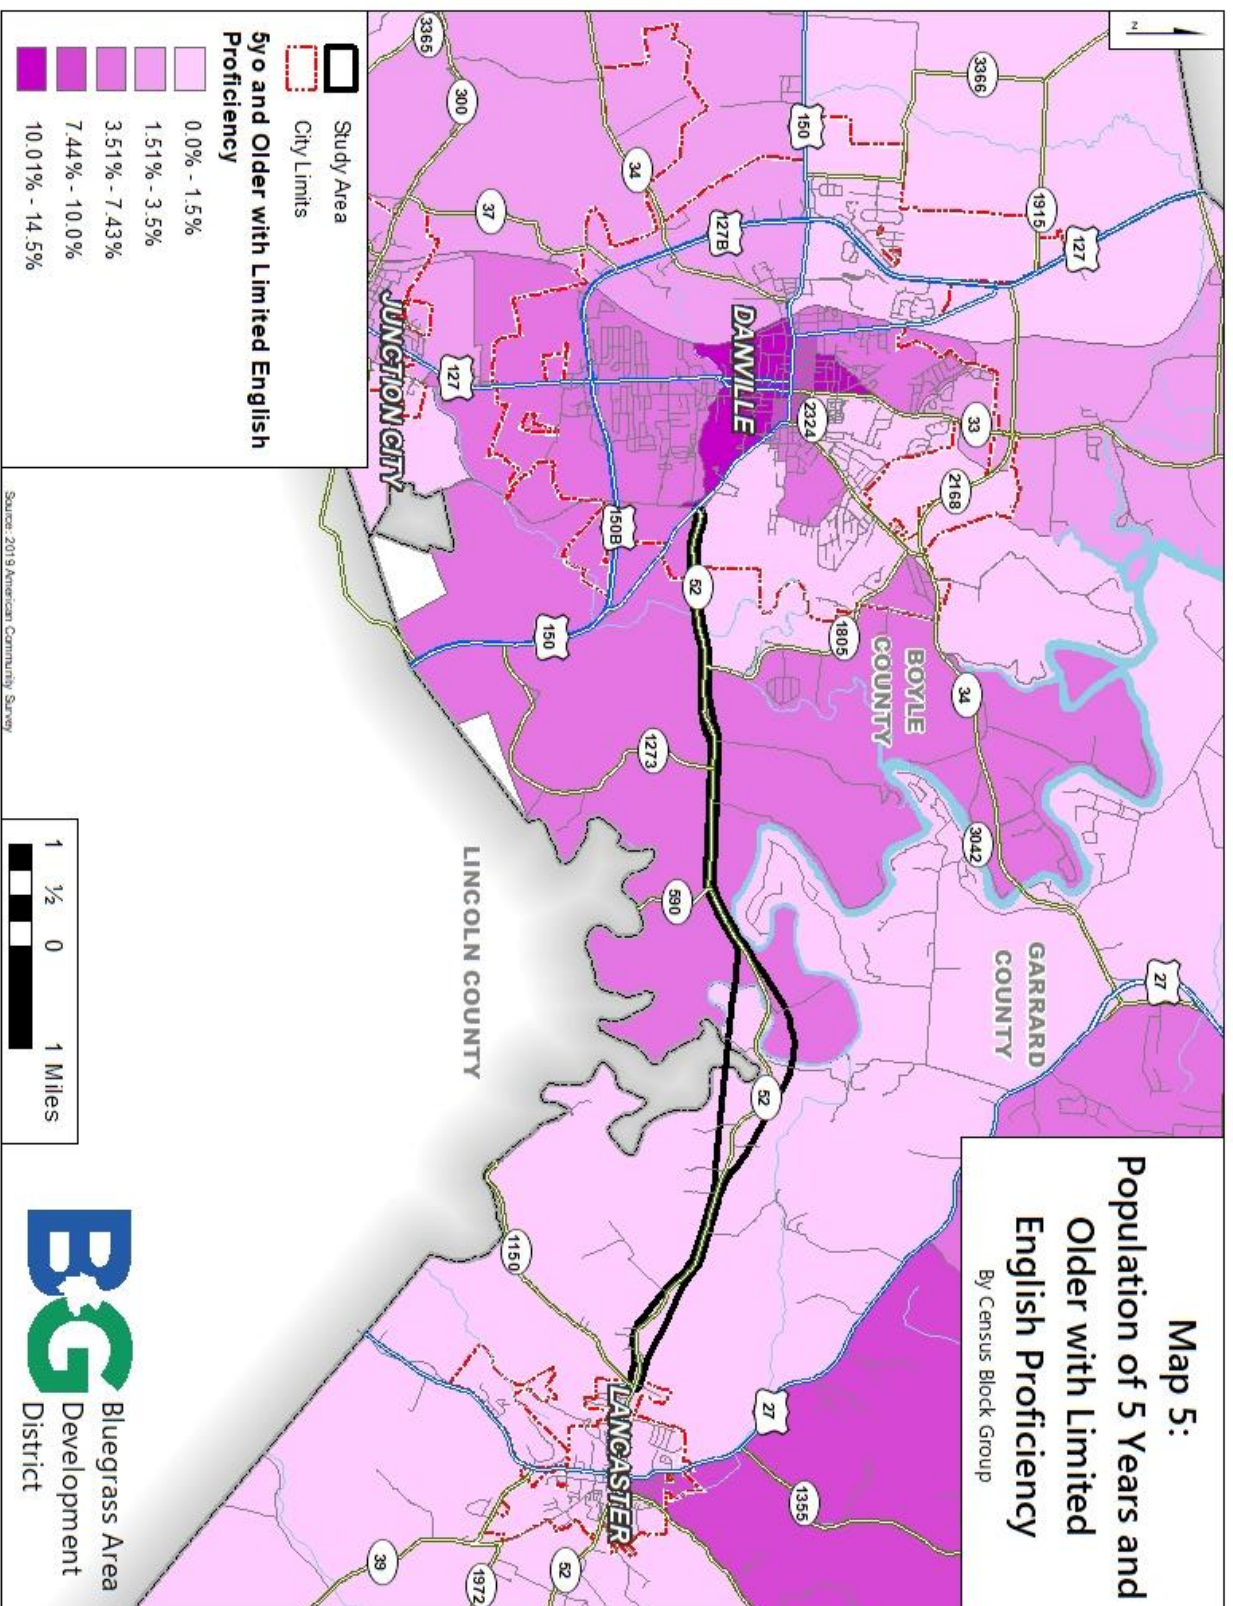 Map 5:
Population of 5 Years and
Older with Limited
English Proficiency
By Census Block Group
N
3366
1915
127
150
127B
34
3365
300
37
DANVILLE
2324
33
2168
127
JUNCTION CITY
150B
52
1805
BOYLE
COUNTY
34
150
1273
3042
590
GARRARD
COUNTY
27
52
LINCOLN COUNTY
1150
27
LANCASTER
1355
39
1972
52
Study Area
City Limits
5yo and Older with Limited English
Proficiency
0.0% - 1.5%
1.51% - 3.5%
3.51% - 7.43%
7.44% - 10.0%
10.01% - 14.5%
Source: 2019 American Community Survey
1 ½ 0 1 Miles
BG
Bluegrass Area
Development
District